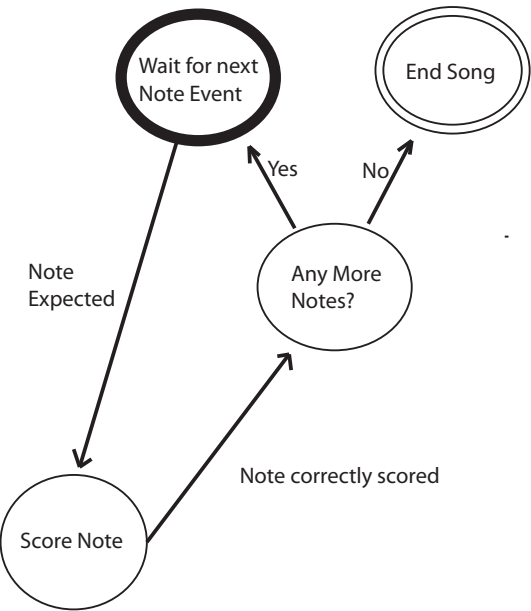 Wait for next
Note Event
End Song
Yes
No
Any More
Notes?
Note
Expected
Note correctly scored
Score Note